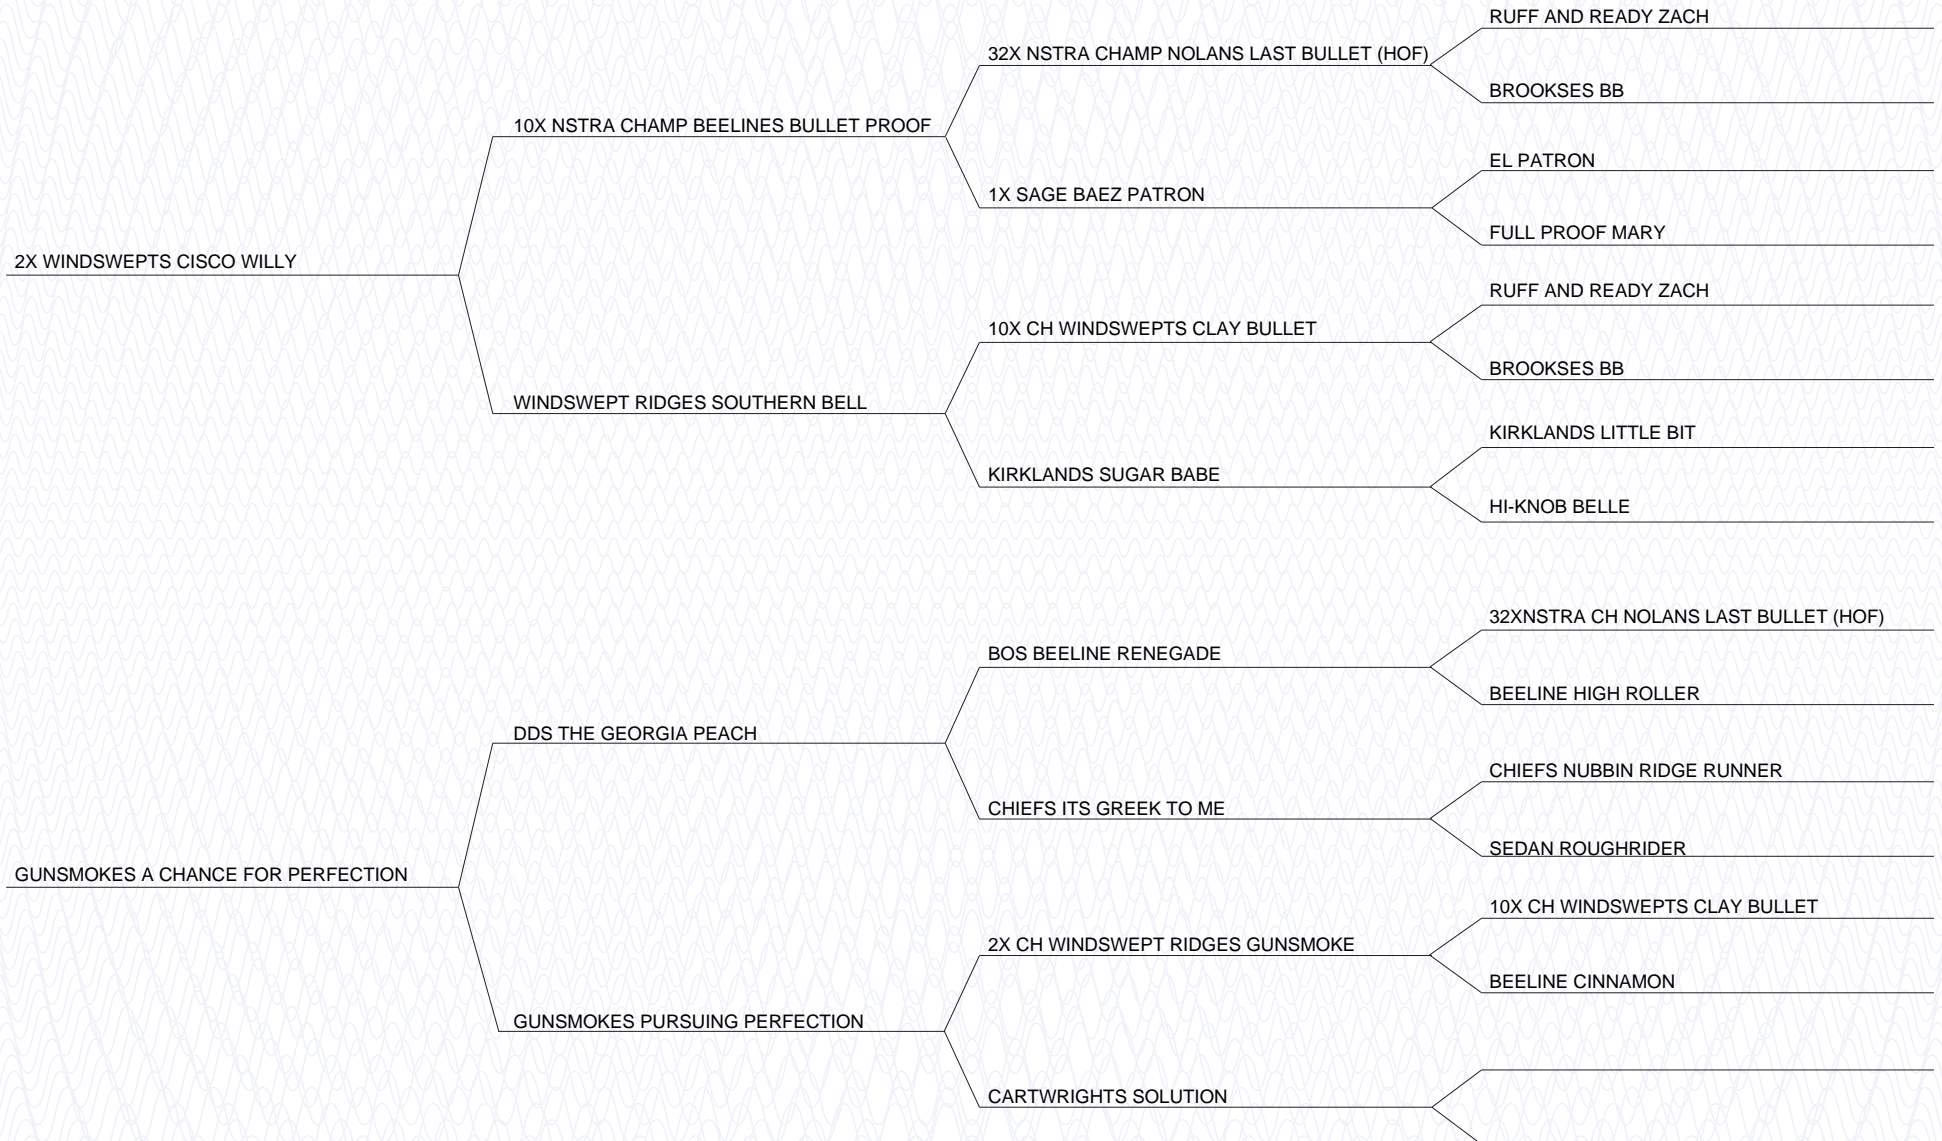 RUFF AND READY ZACH
32X NSTRA CHAMP NOLANS LAST BULLET (HOF)
BROOKSES BB
10X NSTRA CHAMP BEELINES BULLET PROOF
EL PATRON
1X SAGE BAEZ PATRON
FULL PROOF MARY
2X WINDSWEPTS CISCO WILLY
RUFF AND READY ZACH
10X CH WINDSWEPTS CLAY BULLET
BROOKSES BB
WINDSWEPT RIDGES SOUTHERN BELL
KIRKLANDS LITTLE BIT
KIRKLANDS SUGAR BABE
HI-KNOB BELLE
32XNSTRA CH NOLANS LAST BULLET (HOF)
BOS BEELINE RENEGADE
BEELINE HIGH ROLLER
DDS THE GEORGIA PEACH
CHIEFS NUBBIN RIDGE RUNNER
CHIEFS ITS GREEK TO ME
SEDAN ROUGHRIDER
GUNSMOKES A CHANCE FOR PERFECTION
10X CH WINDSWEPTS CLAY BULLET
2X CH WINDSWEPT RIDGES GUNSMOKE
BEELINE CINNAMON
GUNSMOKES PURSUING PERFECTION
CARTWRIGHTS SOLUTION